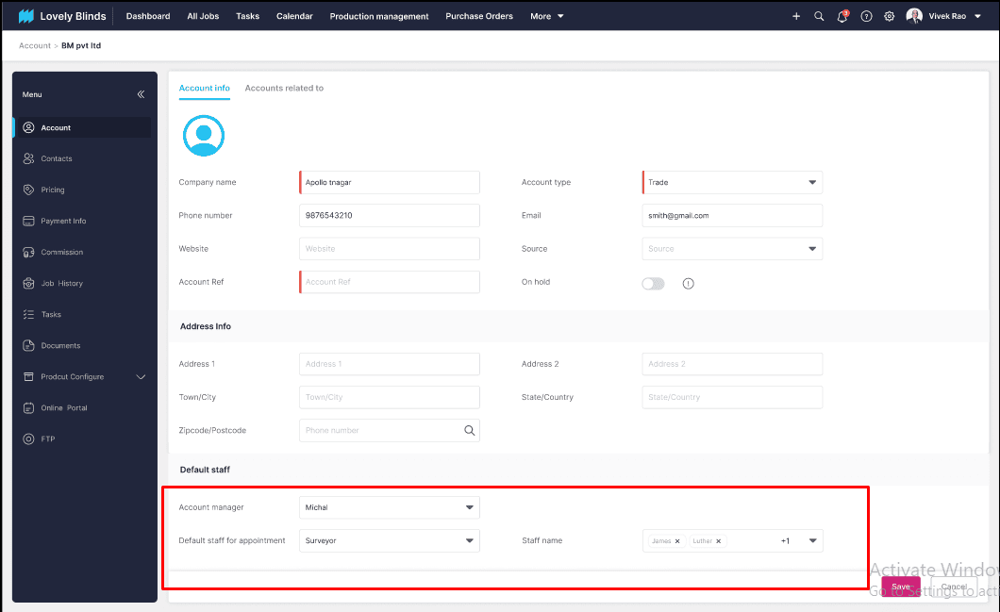 Lovely Blinds Dashboard All Jobs Tasks Calendar Production management Purchase Orders More 3 ? Vivek Rao
Account > BM pvt ltd
Menu
Account
Contacts
Pricing
Payment Info
Commission
Job History
Tasks
Documents
Prodcut Configure
Online Portal
FTP
Account info Accounts related to
Company name Apollo tnagar Account type Trade
Phone number 9876543210 Email smith@gmail.com
Website Website Source Source
Account Ref Account Ref On hold
Address Info
Address 1 Address 1 Address 2 Address 2
Town/City Town/City State/Country State/Country
Zipcode/Postcode Phone number
Default staff
Account manager Michal
Default staff for appointment Surveyor Staff name James × Luther × +1
Activate Windo
Save Cancel
Go to Settings to acti